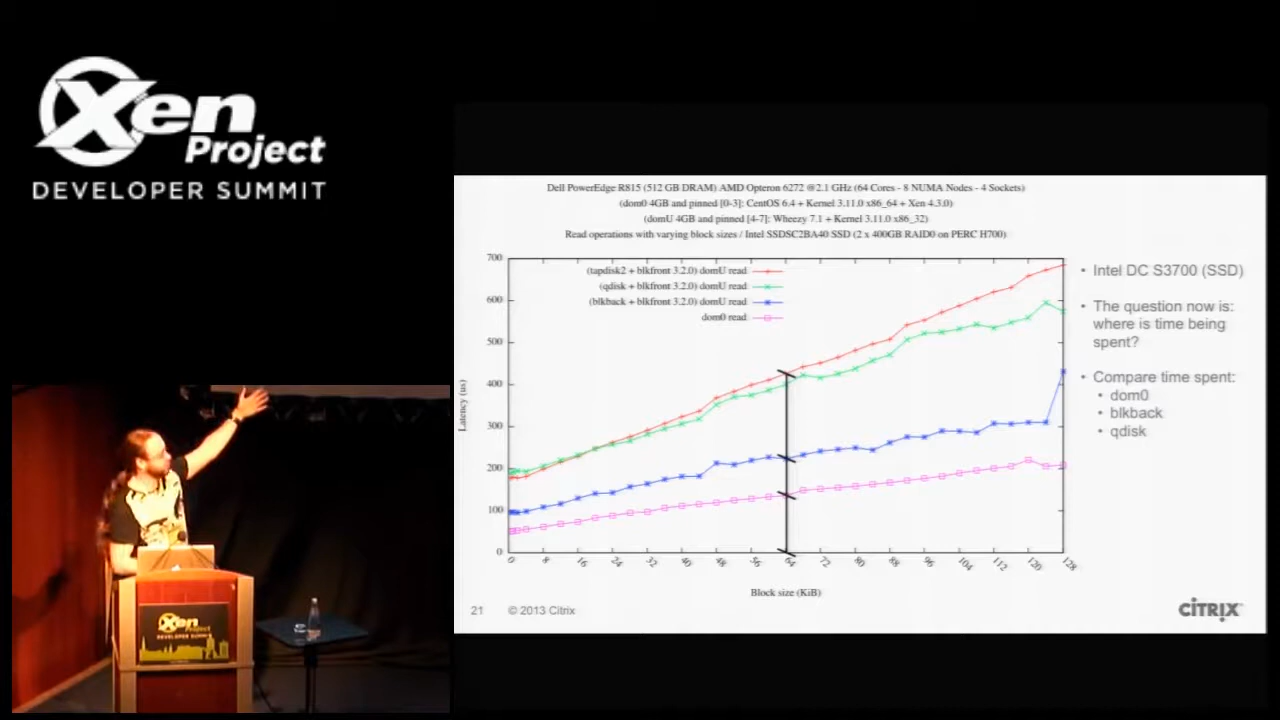 Xen
Project
DEVELOPER SUMMIT
Dell PowerEdge R815 (512 GB DRAM) AMD Opteron 6272 @2.1 GHz (64 Cores - 8 NUMA Nodes - 4 Sockets)
(dom0 4GB and pinned [0-3]: CentOS 6.4 + Kernel 3.11.0 x86_64 + Xen 4.3.0)
(domU 4GB and pinned [4-7]: Wheezy 7.1 + Kernel 3.11.0 x86_32)
Read operations with varying block sizes / Intel SSDSC2BA40 SSD (2 x 400GB RAID0 on PERC H700)
700
600
500
400
300
200
100
0
Latency (us)
(tapdisk2 + blkfront 3.2.0) domU read
(qdisk + blkfront 3.2.0) domU read
(blkback + blkfront 3.2.0) domU read
dom0 read
0 8 16 24 32 40 48 56 64 72 80 88 96 104 112 120 128
Block size (KiB)
• Intel DC S3700 (SSD)
• The question now is:
where is time being
spent?
• Compare time spent:
• dom0
• blkback
• qdisk
21 © 2013 Citrix
CITRIX
Xen
Project
DEVELOPER SUMMIT